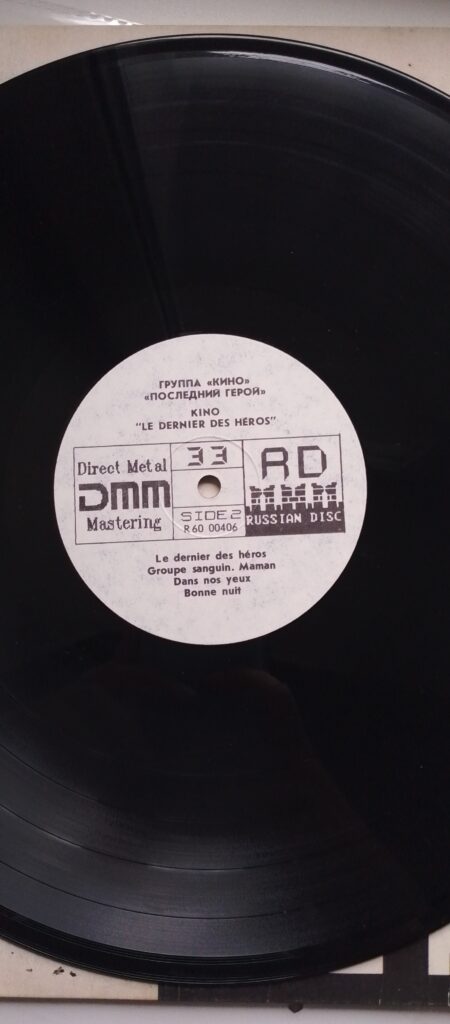 ГРУППА «КИНО»
«ПОСЛЕДНИЙ ГЕРОЙ»
KINO
"LE DERNIER DES HÉROS"
Direct Metal
DMM
Mastering
33
SIDE 2
R 60 00406
RD
RUSSIAN DISC
Le dernier des héros
Groupe sanguin. Maman
Dans nos yeux
Bonne nuit